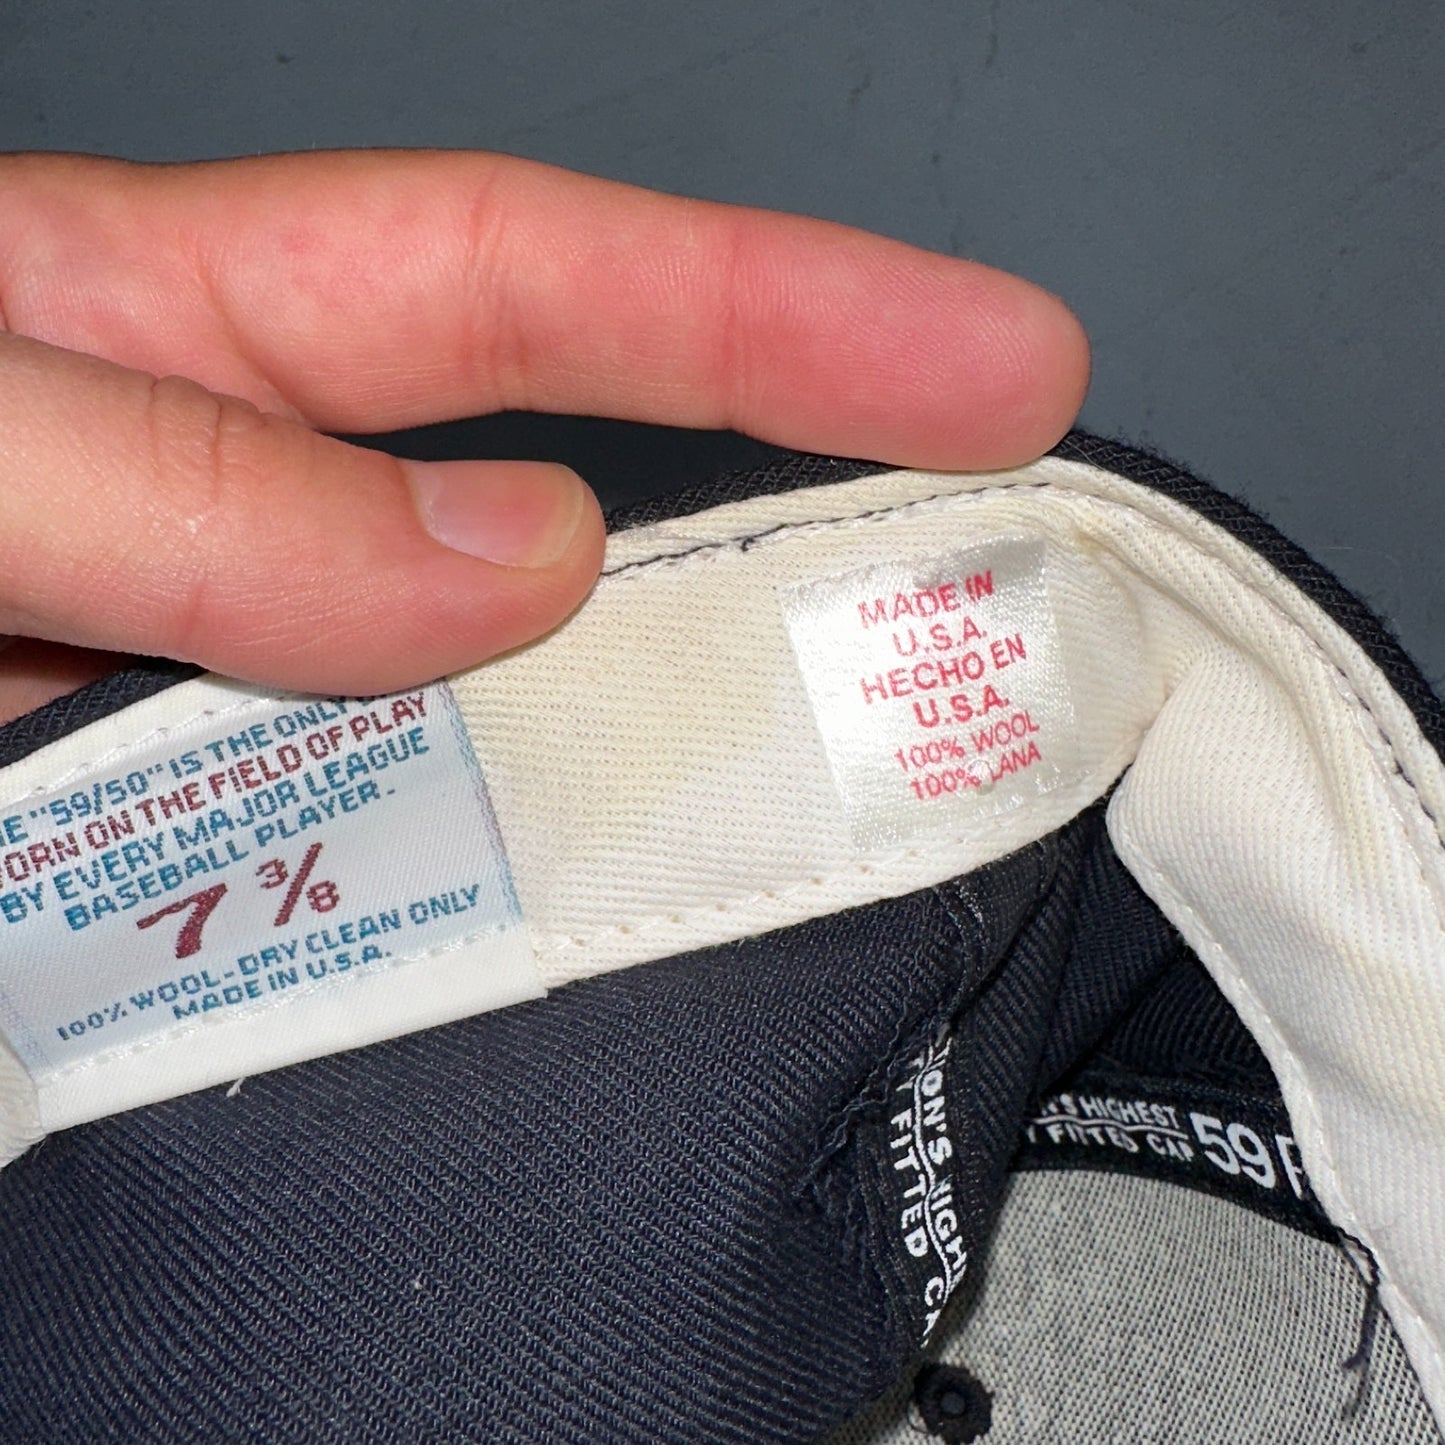 "59/50" IS THE ONLY
ON THE FIELD OF PLAY
BY EVERY MAJOR LEAGUE
BASEBALL PLAYER.
7 3/8
100% WOOL-DRY CLEAN ONLY
MADE IN U.S.A.
MADE IN
U.S.A.
HECHO EN
U.S.A.
100% WOOL
100% LANA
HIGHEST
FITTED CAP
59
FITTED